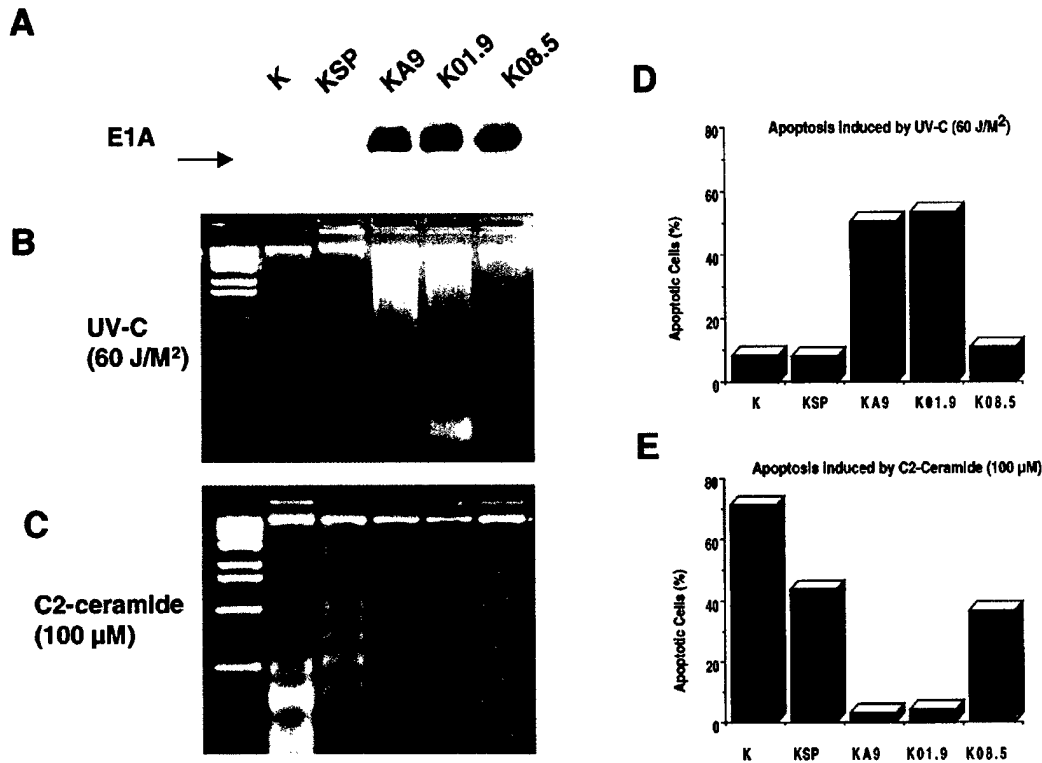 A
K KSP KA9 K01.9 K08.5
E1A
B
UV-C
(60 J/M²)
C
C2-ceramide
(100 µM)
D
Apoptosis induced by UV-C (60 J/M²)
Apoptotic Cells (%)
80
60
40
20
0
K KSP KA9 K01.9 K08.5
E
Apoptosis induced by C2-Ceramide (100 µM)
Apoptotic Cells (%)
80
60
40
20
0
K KSP KA9 K01.9 K08.5